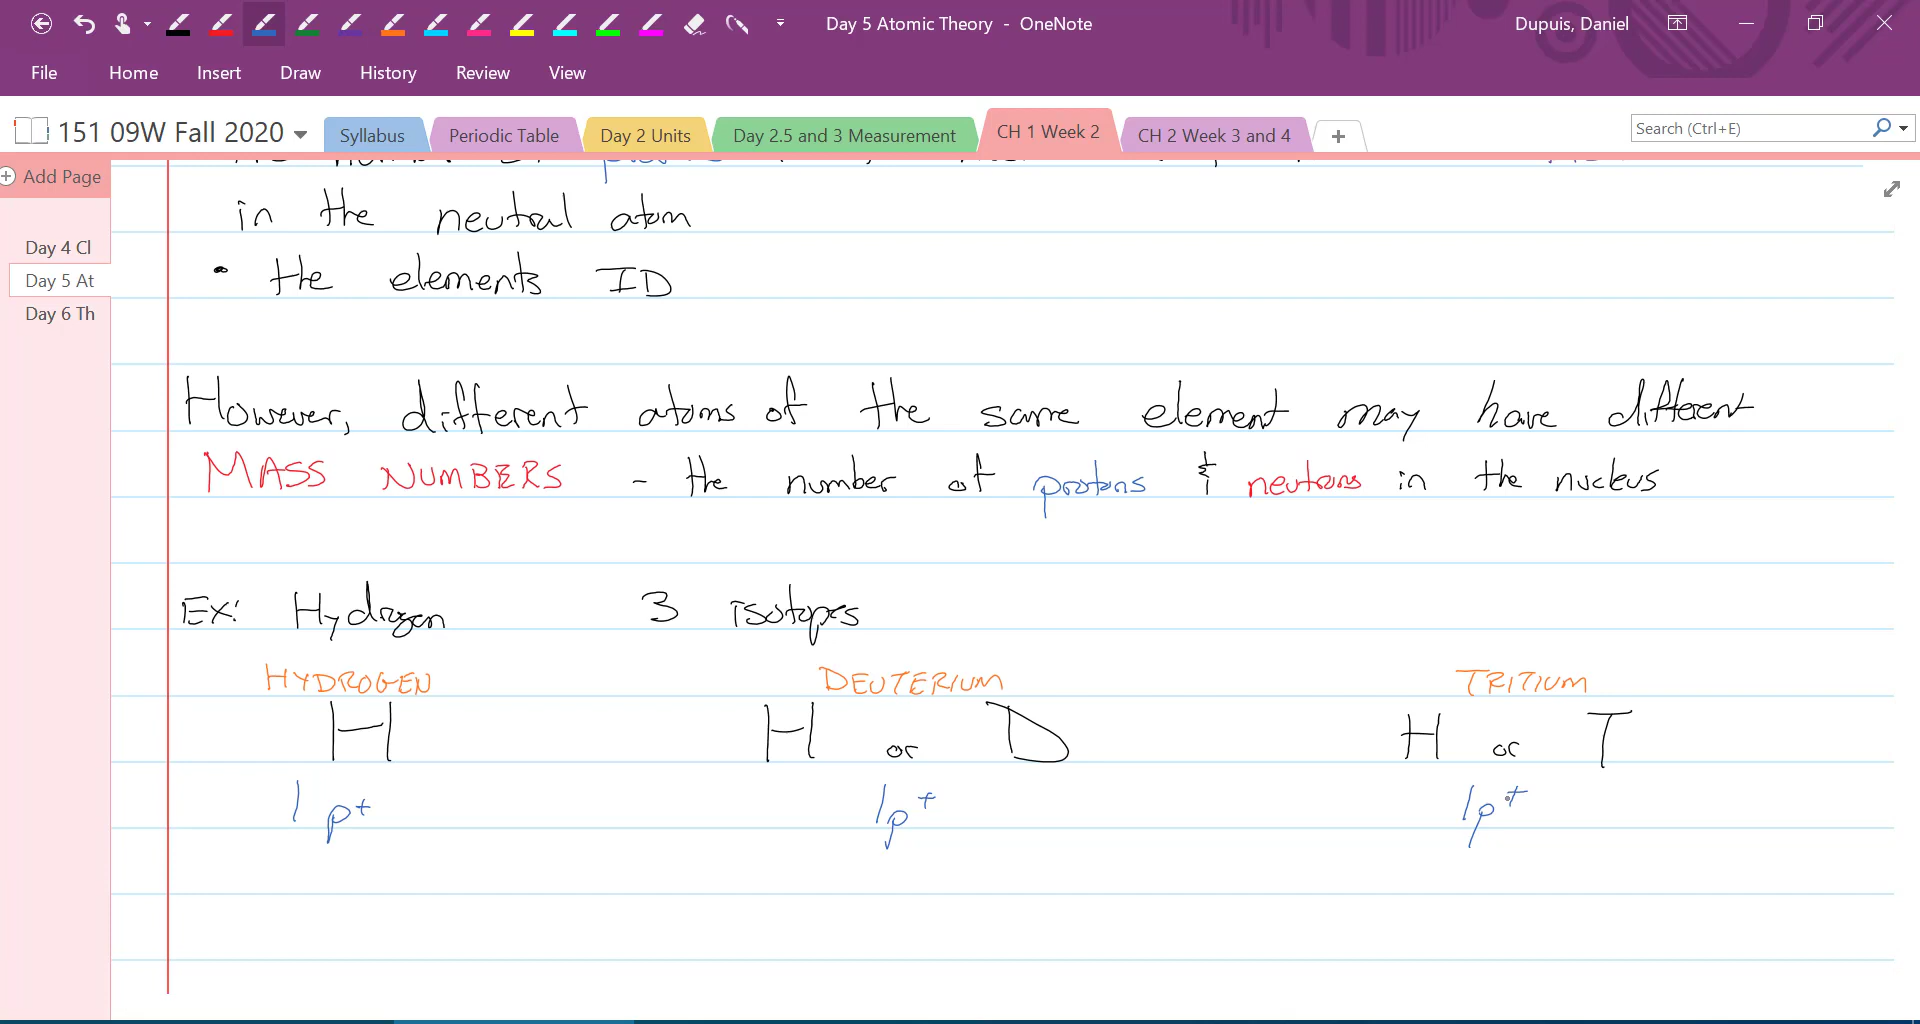 Day 5 Atomic Theory - OneNote
Dupuis, Daniel
File Home Insert Draw History Review View
151 09W Fall 2020
Syllabus Periodic Table Day 2 Units Day 2.5 and 3 Measurement CH 1 Week 2 CH 2 Week 3 and 4 +
Search (Ctrl+E)
Add Page
Day 4 Cl
Day 5 At
Day 6 Th
in the neutral atom
• the elements ID
However, different atoms of the same element may have different
MASS NUMBERS - the number of protons & neutrons in the nucleus
EX: Hydrogen 3 isotopes
HYDROGEN DEUTERIUM TRITIUM
H H or D H or T
1 p+ 1p+ 1p+